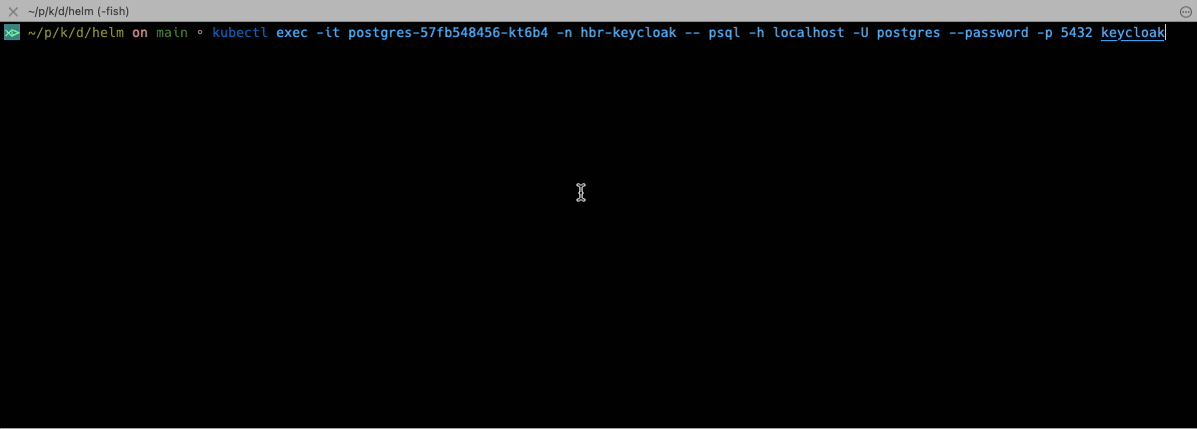 ~/p/k/d/helm (-fish)
~/p/k/d/helm on main ◦ kubectl exec -it postgres-57fb548456-kt6b4 -n hbr-keycloak -- psql -h localhost -U postgres --password -p 5432 keycloak